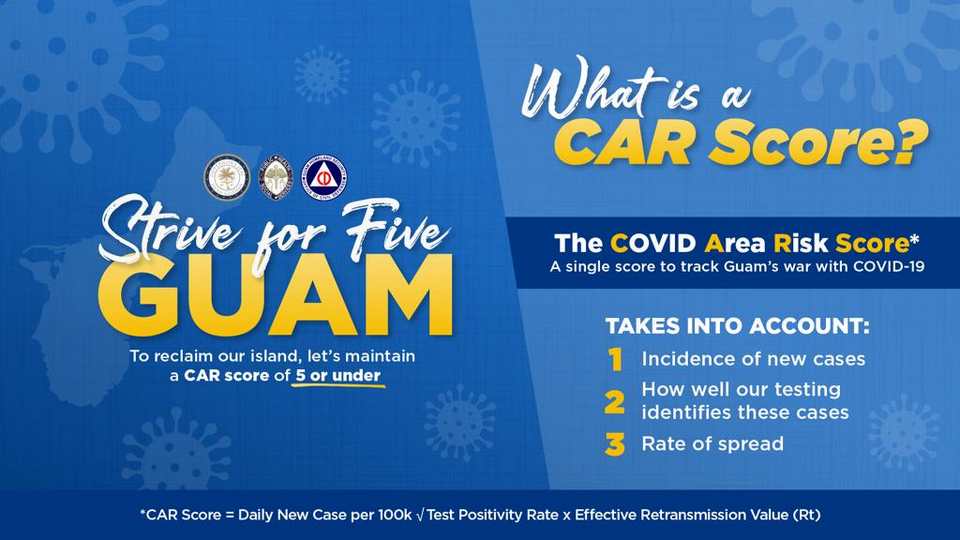 Strive for Five
GUAM
To reclaim our island, let's maintain
a CAR score of 5 or under
What is a
CAR Score?
The COVID Area Risk Score*
A single score to track Guam's war with COVID-19
TAKES INTO ACCOUNT:
1 Incidence of new cases
2 How well our testing
identifies these cases
3 Rate of spread
*CAR Score = Daily New Case per 100k √Test Positivity Rate x Effective Retransmission Value (Rt)